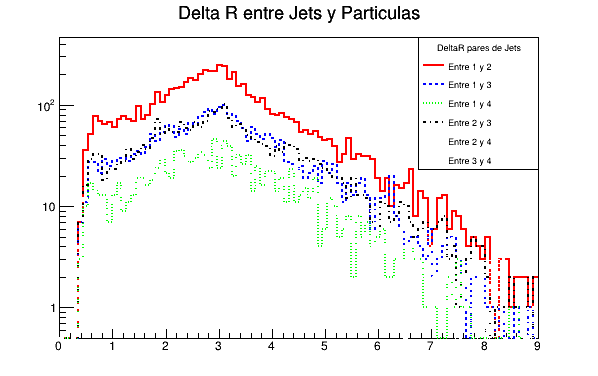 Delta R entre Jets y Particulas
DeltaR pares de Jets
Entre 1 y 2
Entre 1 y 3
Entre 1 y 4
Entre 2 y 3
Entre 2 y 4
Entre 3 y 4
10²
10
1
0 1 2 3 4 5 6 7 8 9